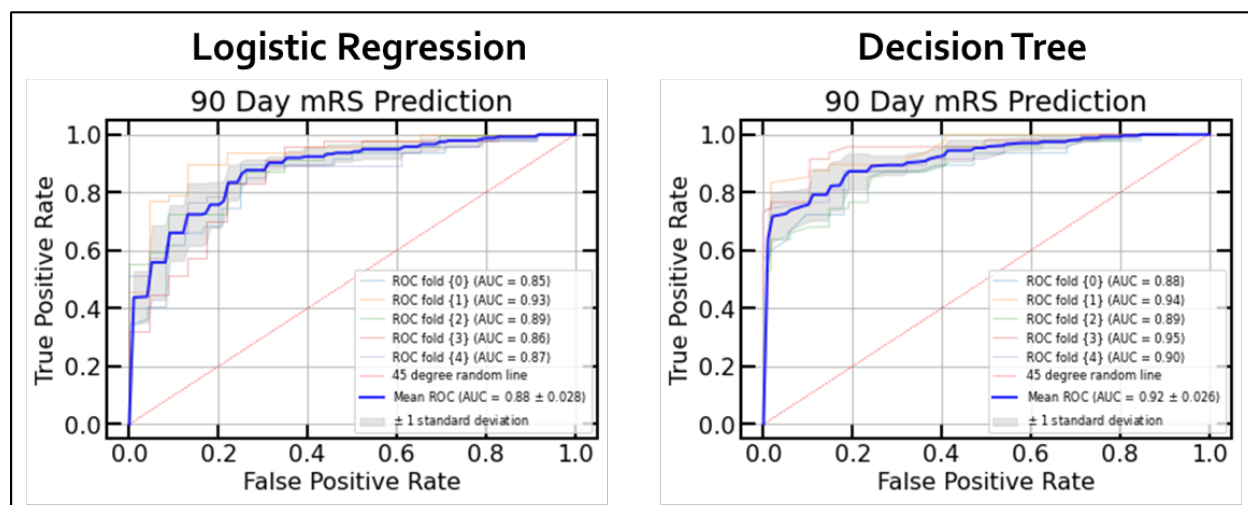 Logistic Regression
90 Day mRS Prediction
True Positive Rate
1.0
0.8
0.6
0.4
0.2
0.0
ROC fold {0} (AUC = 0.85)
ROC fold {1} (AUC = 0.93)
ROC fold {2} (AUC = 0.89)
ROC fold {3} (AUC = 0.86)
ROC fold {4} (AUC = 0.87)
45 degree random line
Mean ROC (AUC = 0.88 ± 0.028)
± 1 standard deviation
0.0 0.2 0.4 0.6 0.8 1.0
False Positive Rate
Decision Tree
90 Day mRS Prediction
True Positive Rate
1.0
0.8
0.6
0.4
0.2
0.0
ROC fold {0} (AUC = 0.88)
ROC fold {1} (AUC = 0.94)
ROC fold {2} (AUC = 0.89)
ROC fold {3} (AUC = 0.95)
ROC fold {4} (AUC = 0.90)
45 degree random line
Mean ROC (AUC = 0.92 ± 0.026)
± 1 standard deviation
0.0 0.2 0.4 0.6 0.8 1.0
False Positive Rate